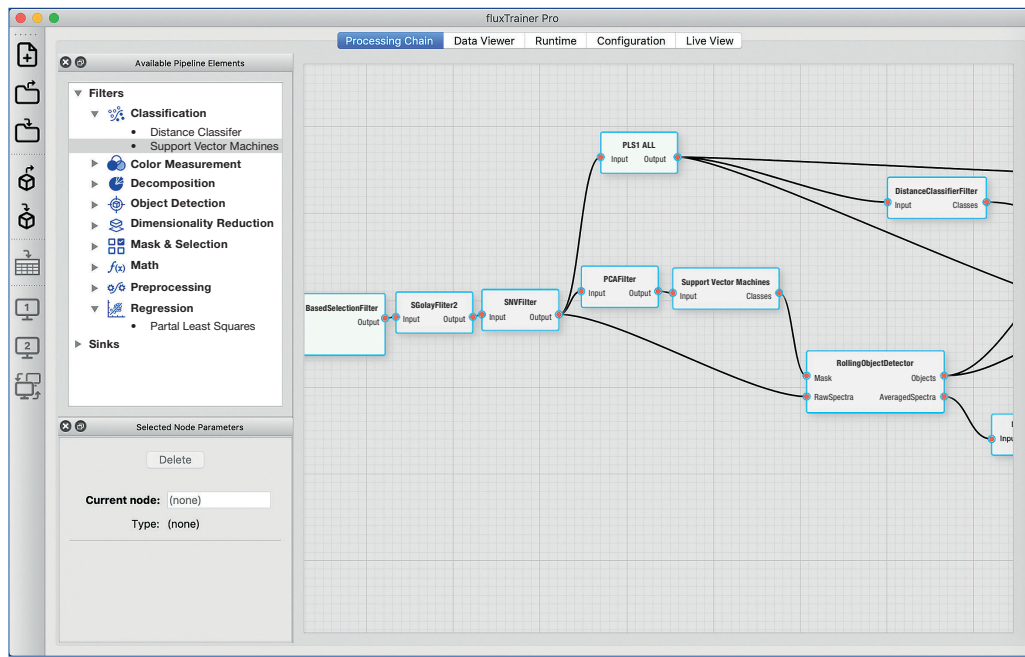 fluxTrainer Pro
Processing Chain Data Viewer Runtime Configuration Live View
Available Pipeline Elements
Filters
Classification
Distance Classifer
Support Vector Machines
Color Measurement
Decomposition
Object Detection
Dimensionality Reduction
Mask & Selection
f(x) Math
Preprocessing
Regression
Partal Least Squares
Sinks
1
2
Selected Node Parameters
Delete
Current node: (none)
Type: (none)
BasedSelectionFilter
Output
SGolayFliter2
Input Output
SNVFilter
Input Output
PLS1 ALL
Input Output
PCAFilter
Input Output
Support Vector Machines
Input Classes
DistanceClassifierFilter
Input Classes
RollingObjectDetector
Mask Objects
RawSpectra AveragedSpectra